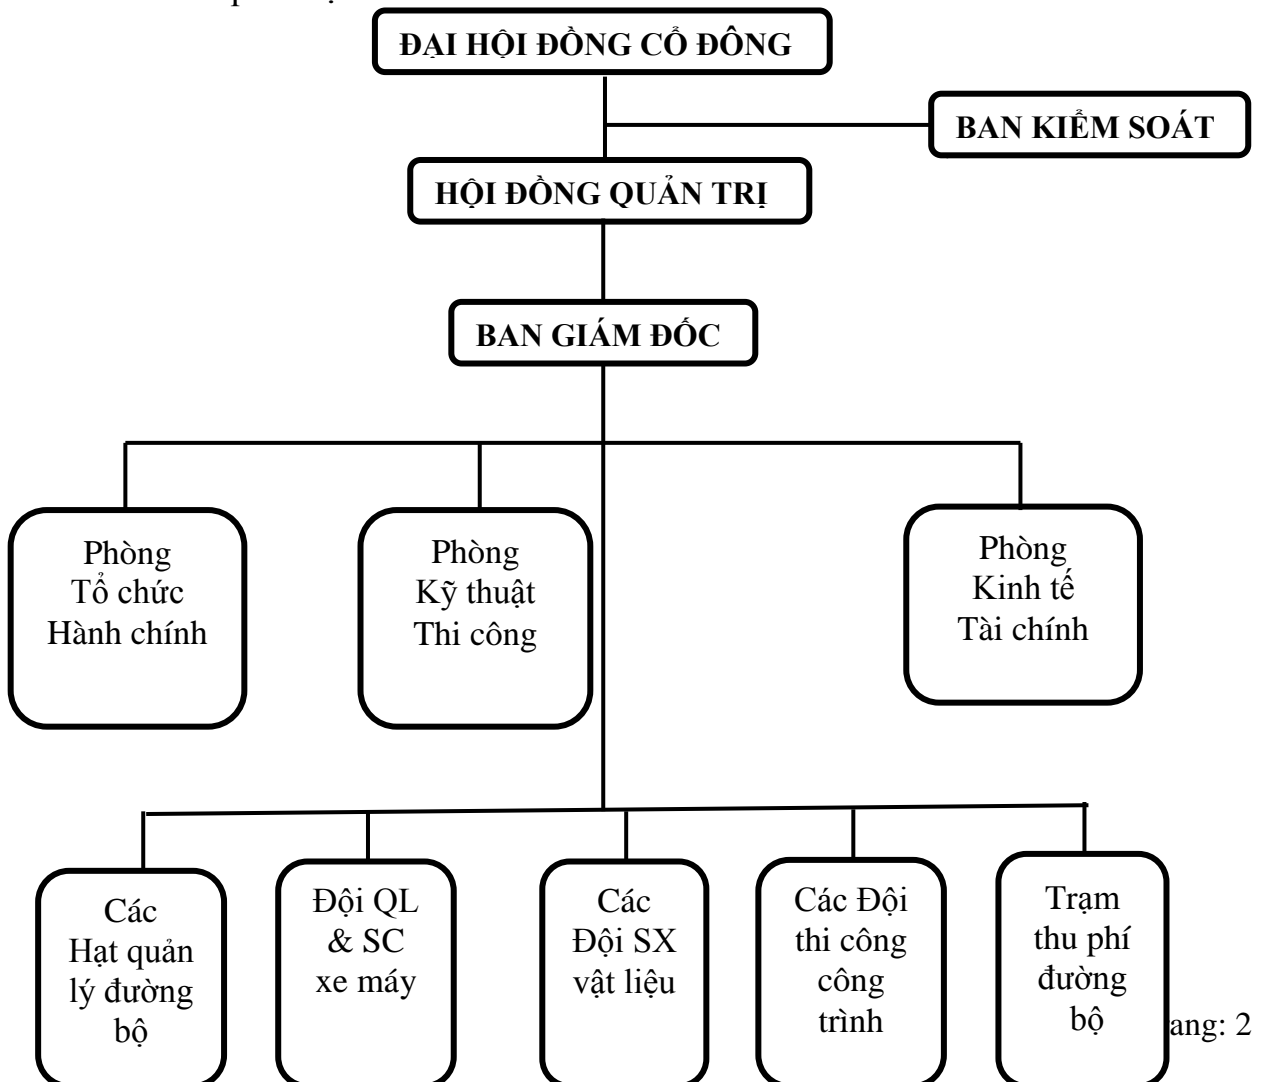 ĐẠI HỘI ĐỒNG CỔ ĐÔNG
BAN KIỂM SOÁT
HỘI ĐỒNG QUẢN TRỊ
BAN GIÁM ĐỐC
Phòng
Tổ chức
Hành chính
Phòng
Kỹ thuật
Thi công
Phòng
Kinh tế
Tài chính
Các
Hạt quản
lý đường
bộ
Đội QL
& SC
xe máy
Các
Đội SX
vật liệu
Các Đội
thi công
công
trình
Trạm
thu phí
đường
bộ
ang: 2